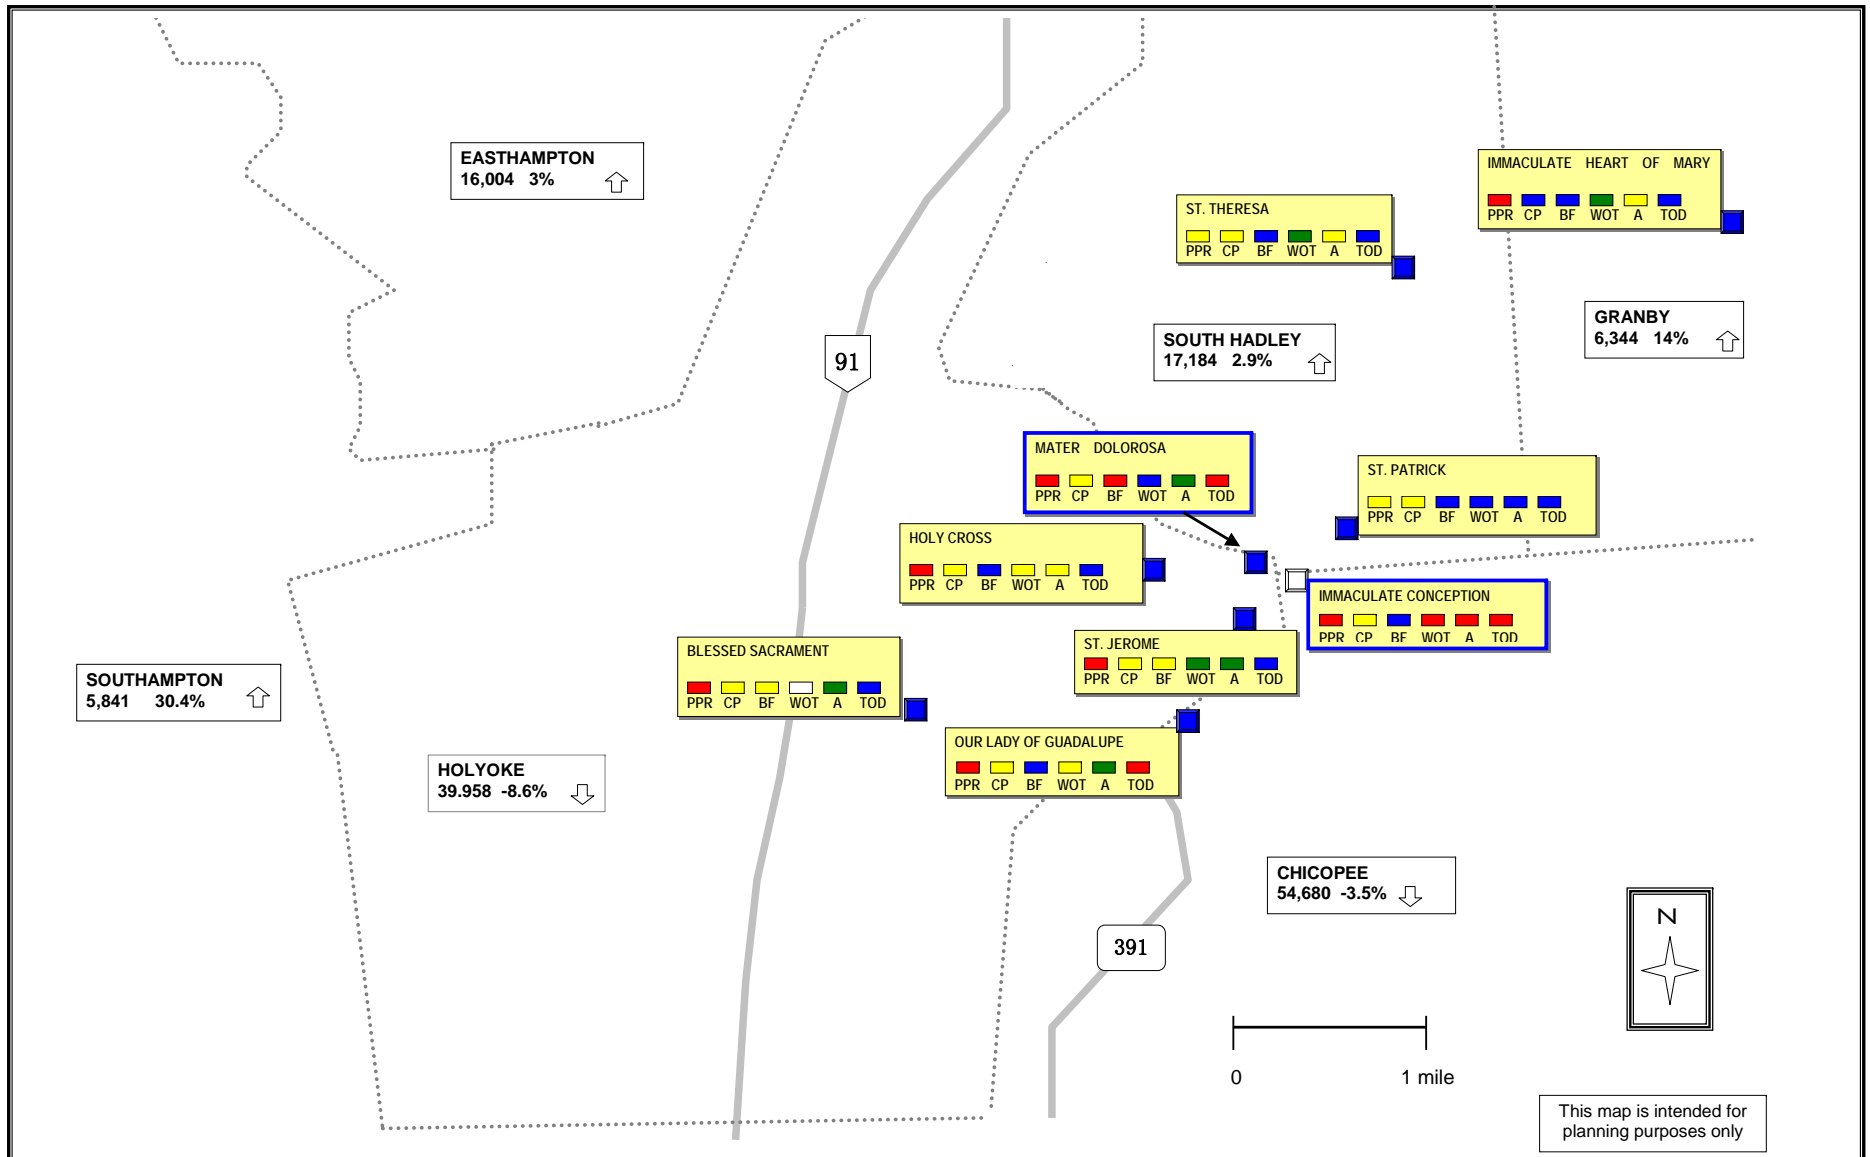 EASTHAMPTON
16,004 3%
IMMACULATE HEART OF MARY
PPR CP BF WOT A TOD
ST. THERESA
PPR CP BF WOT A TOD
GRANBY
6,344 14%
SOUTH HADLEY
17,184 2.9%
91
MATER DOLOROSA
PPR CP BF WOT A TOD
ST. PATRICK
PPR CP BF WOT A TOD
HOLY CROSS
PPR CP BF WOT A TOD
IMMACULATE CONCEPTION
PPR CP BF WOT A TOD
ST. JEROME
PPR CP BF WOT A TOD
BLESSED SACRAMENT
PPR CP BF WOT A TOD
SOUTHAMPTON
5,841 30.4%
OUR LADY OF GUADALUPE
PPR CP BF WOT A TOD
HOLYOKE
39.958 -8.6%
CHICOPEE
54,680 -3.5%
N
391
0 1 mile
This map is intended for
planning purposes only